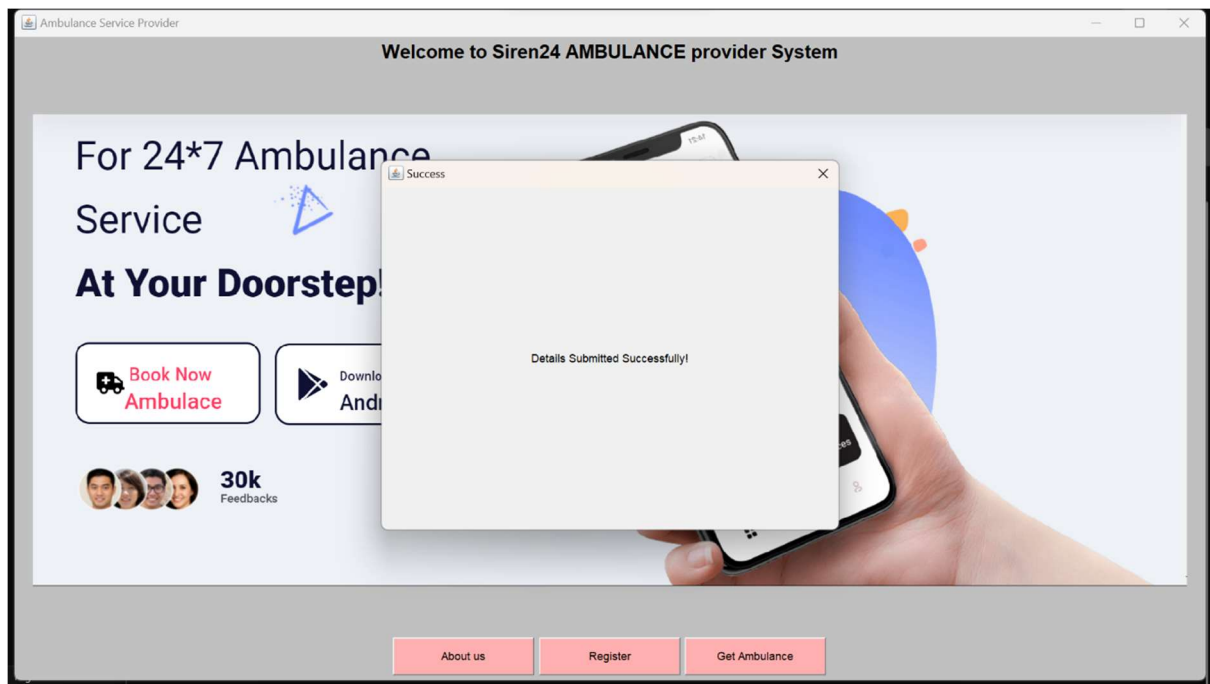 Ambulance Service Provider
Welcome to Siren24 AMBULANCE provider System
For 24*7 Ambulance
Service
At Your Doorstep!
Success
Details Submitted Successfully!
Book Now
Ambulace
30k
Feedbacks
About us
Register
Get Ambulance